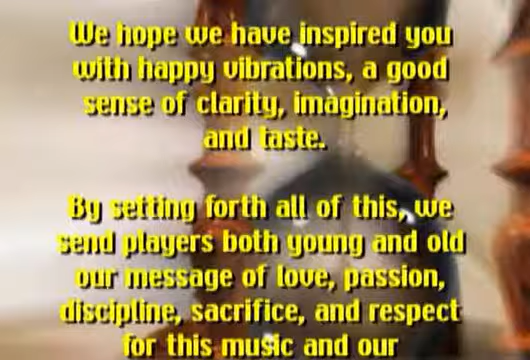 We hope we have inspired you
with happy vibrations, a good
sense of clarity, imagination,
and taste.
By setting forth all of this, we
send players both young and old
our message of love, passion,
discipline, sacrifice, and respect
for this music and our